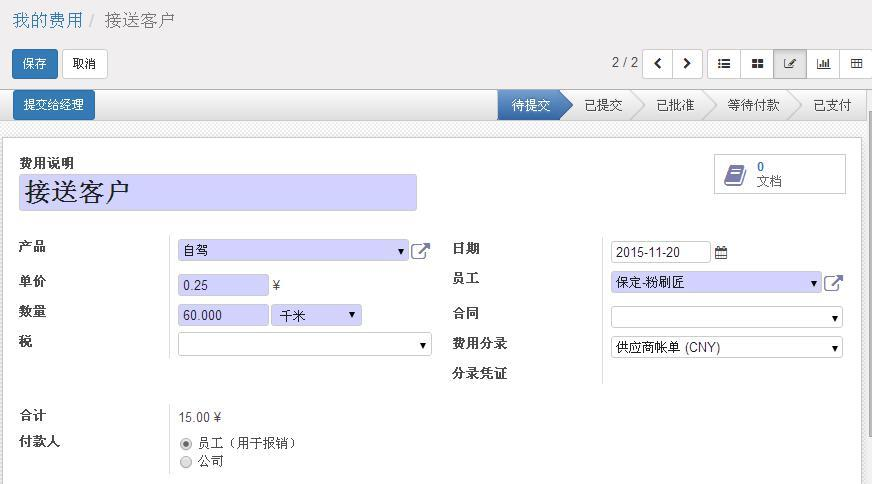 我的费用 / 接送客户
保存 取消 2 / 2
提交给经理 待提交 已提交 已批准 等待付款 已支付
费用说明
接送客户
0
文档
产品 自驾
单价 0.25 ¥
数量 60.000 千米
税
日期 2015-11-20
员工 保定-粉刷匠
合同
费用分录 供应商帐单 (CNY)
分录凭证
合计 15.00 ¥
付款人 员工（用于报销）
公司